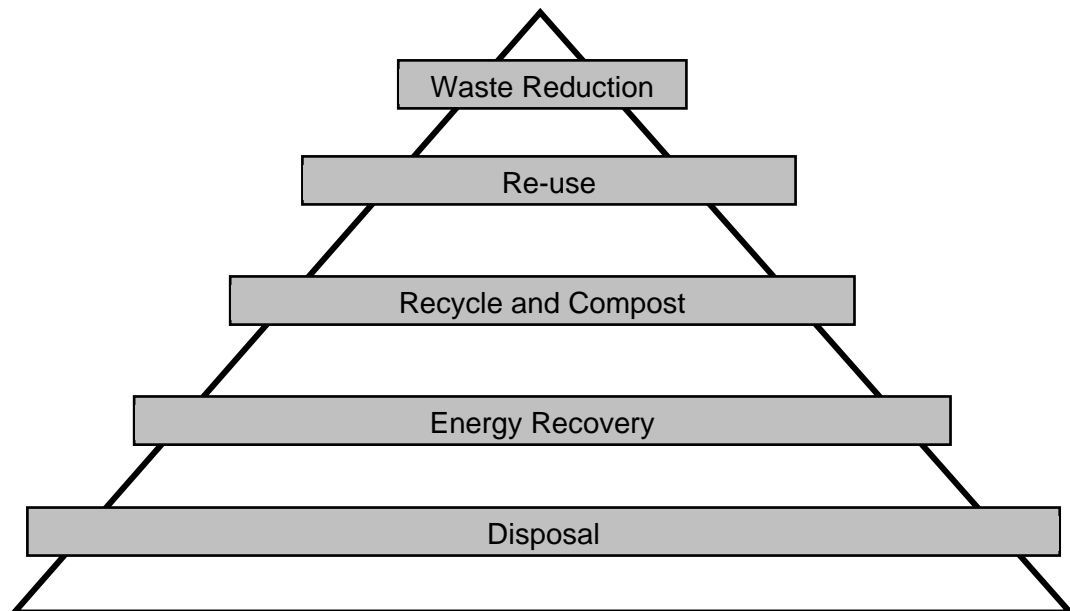 Waste Reduction
Re-use
Recycle and Compost
Energy Recovery
Disposal